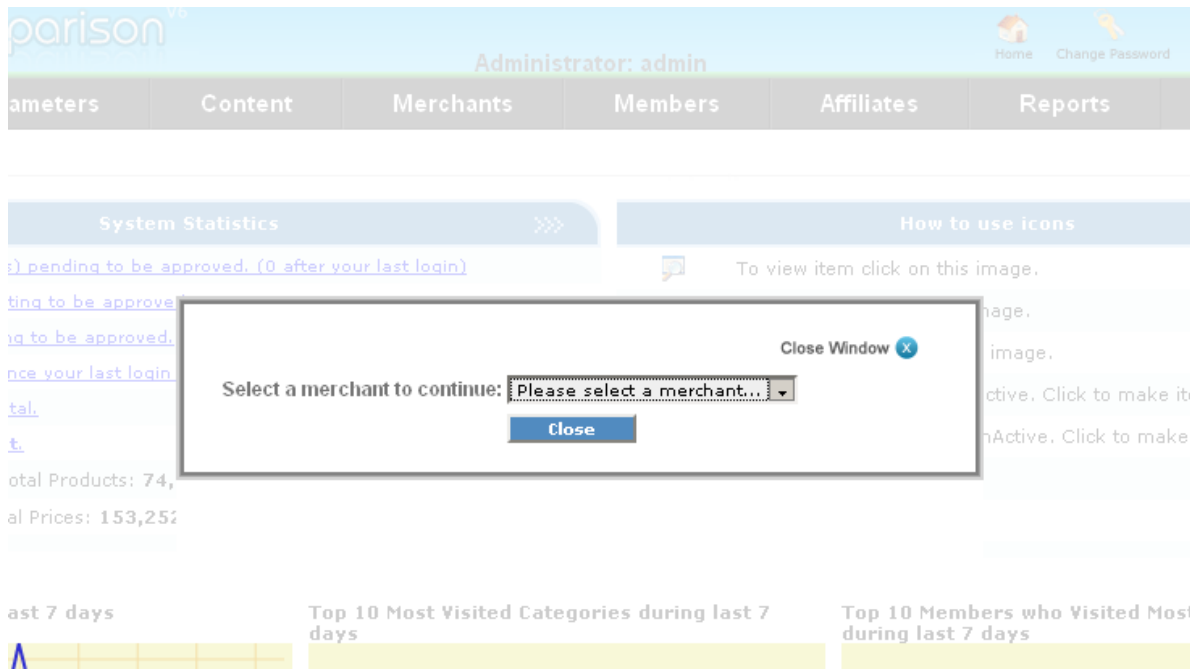 parison V6
Administrator: admin
Home
Change Password
ameters
Content
Merchants
Members
Affiliates
Reports
System Statistics
How to use icons
s) pending to be approved. (0 after your last login)
To view item click on this image.
ting to be approve
mage.
ng to be approved.
image.
nce your last login
ctive. Click to make it
tal.
nActive. Click to make
t.
otal Products: 74,
al Prices: 153,252
Close Window X
Select a merchant to continue: Please select a merchant...
Close
ast 7 days
Top 10 Most Visited Categories during last 7
days
Top 10 Members who Visited Most
during last 7 days